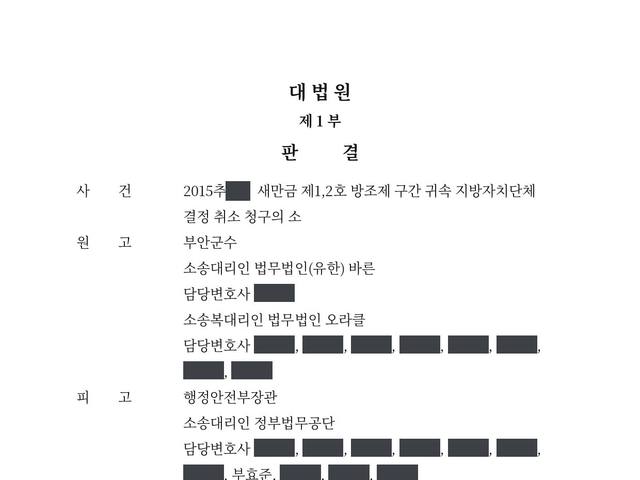 대 법 원
제 1 부
판 결
사 건 2015추 새만금 제1,2호 방조제 구간 귀속 지방자치단체
결정 취소 청구의 소
원 고 부안군수
소송대리인 법무법인(유한) 바른
담당변호사
소송복대리인 법무법인 오라클
담당변호사 , , , , , ,
,
피 고 행정안전부장관
소송대리인 정부법무공단
담당변호사 , , , , , ,
, 부효준, , ,